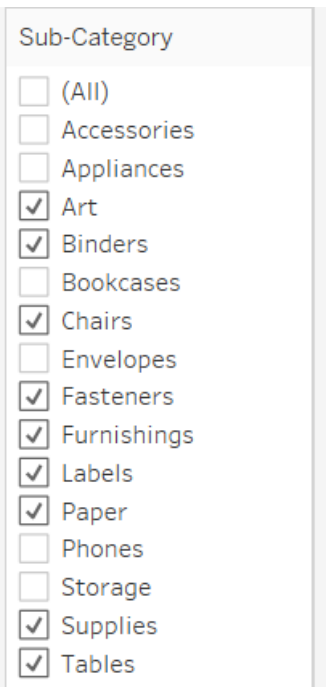 Sub-Category
(All)
Accessories
Appliances
Art
Binders
Bookcases
Chairs
Envelopes
Fasteners
Furnishings
Labels
Paper
Phones
Storage
Supplies
Tables